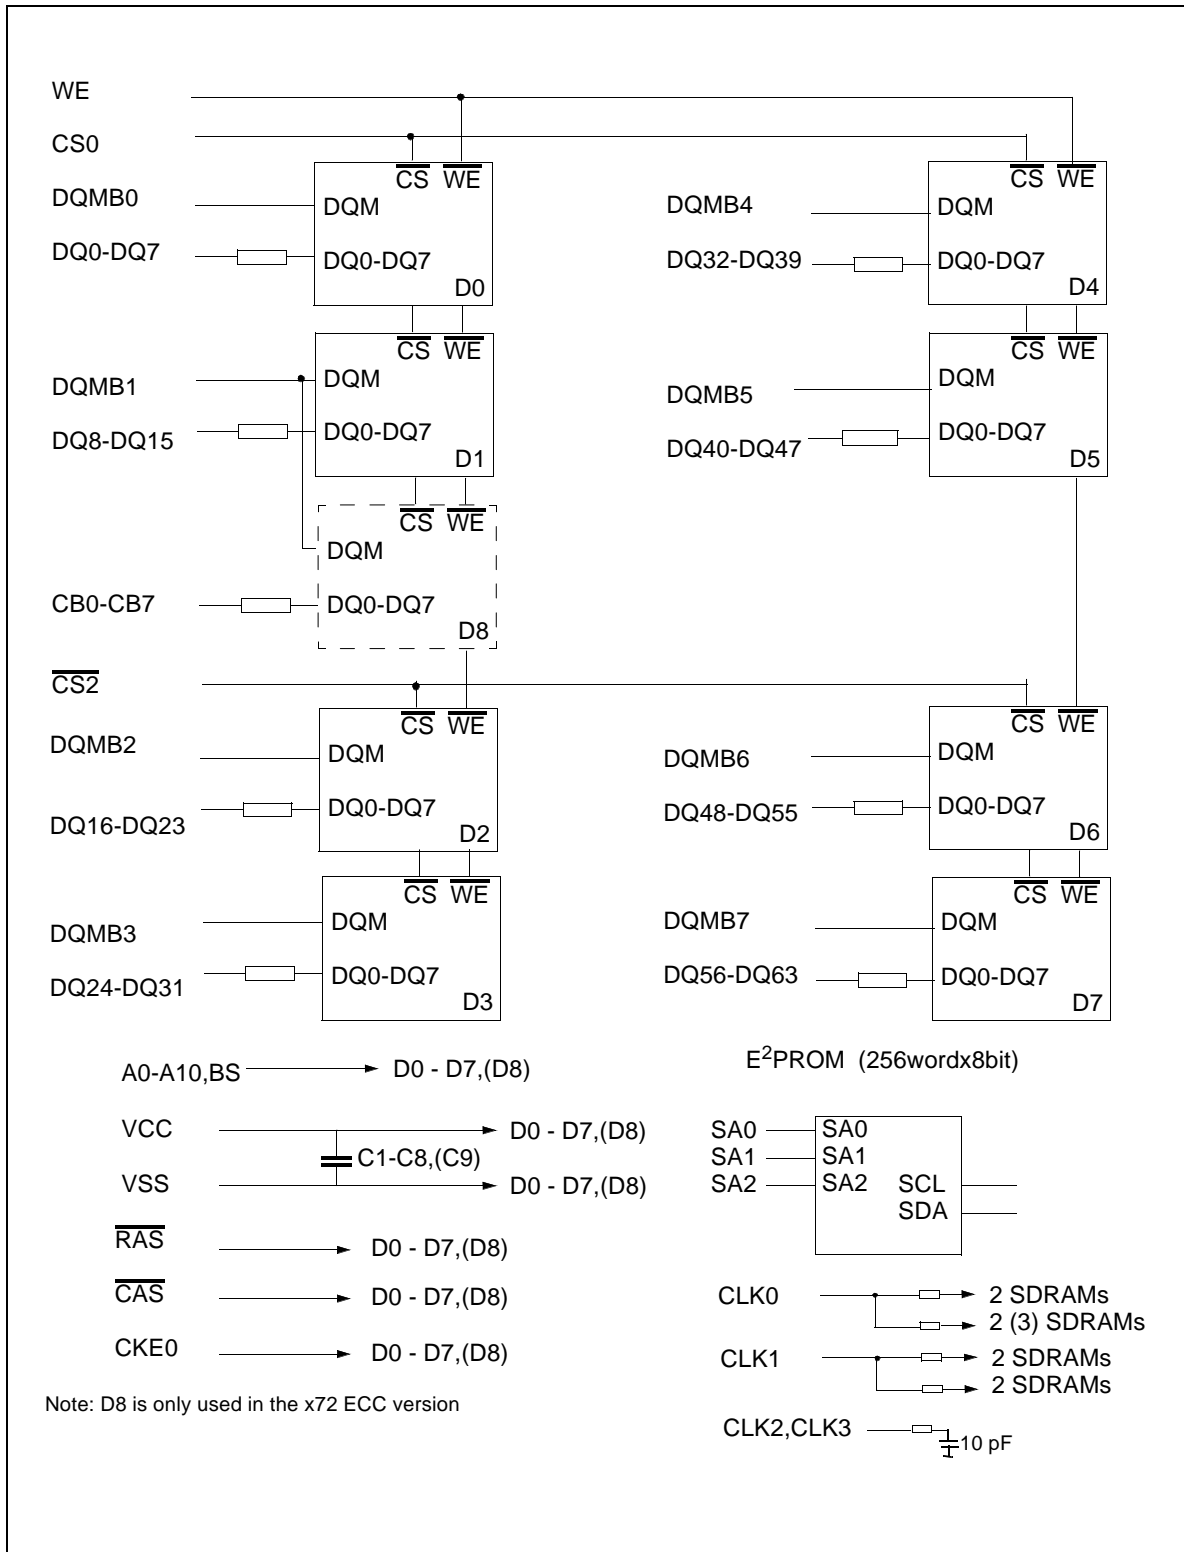 WE
CS0
CS WE
CS WE
DQMB0
DQM
DQMB4
DQM
DQ0-DQ7
DQ0-DQ7
DQ32-DQ39
DQ0-DQ7
D0
D4
CS WE
CS WE
DQMB1
DQM
DQMB5
DQM
DQ8-DQ15
DQ0-DQ7
DQ40-DQ47
DQ0-DQ7
D1
D5
CS WE
DQM
CB0-CB7
DQ0-DQ7
D8
CS2
CS WE
CS WE
DQMB2
DQM
DQMB6
DQM
DQ16-DQ23
DQ0-DQ7
DQ48-DQ55
DQ0-DQ7
D2
D6
CS WE
CS WE
DQMB3
DQM
DQMB7
DQM
DQ24-DQ31
DQ0-DQ7
DQ56-DQ63
DQ0-DQ7
D3
D7
A0-A10,BS
D0 - D7,(D8)
VCC
D0 - D7,(D8)
C1-C8,(C9)
VSS
D0 - D7,(D8)
RAS
D0 - D7,(D8)
CAS
D0 - D7,(D8)
CKE0
D0 - D7,(D8)
Note: D8 is only used in the x72 ECC version
E²PROM (256wordx8bit)
SA0
SA0
SA1
SA1
SA2
SA2
SCL
SDA
CLK0
2 SDRAMs
2 (3) SDRAMs
CLK1
2 SDRAMs
2 SDRAMs
CLK2,CLK3
10 pF